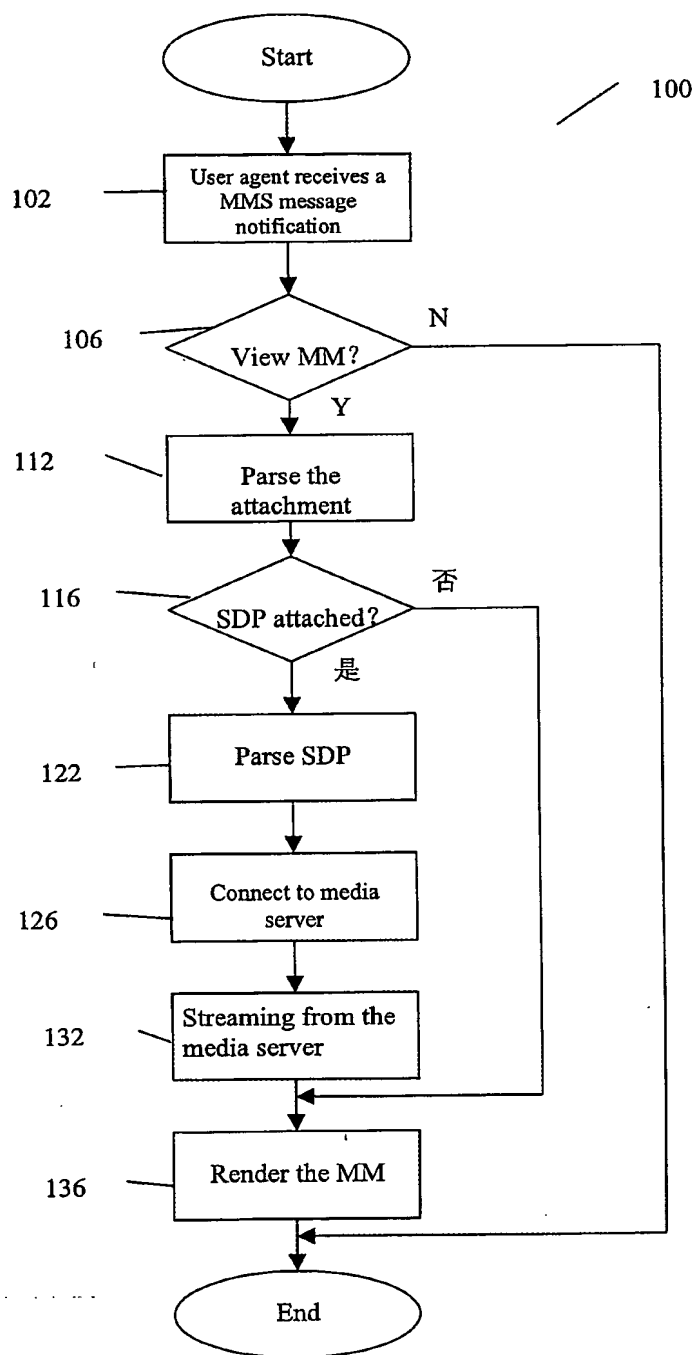 Start
100
102
User agent receives a
MMS message
notification
106
View MM?
N
Y
112
Parse the
attachment
116
SDP attached?
否
是
122
Parse SDP
126
Connect to media
server
132
Streaming from the
media server
136
Render the MM
End